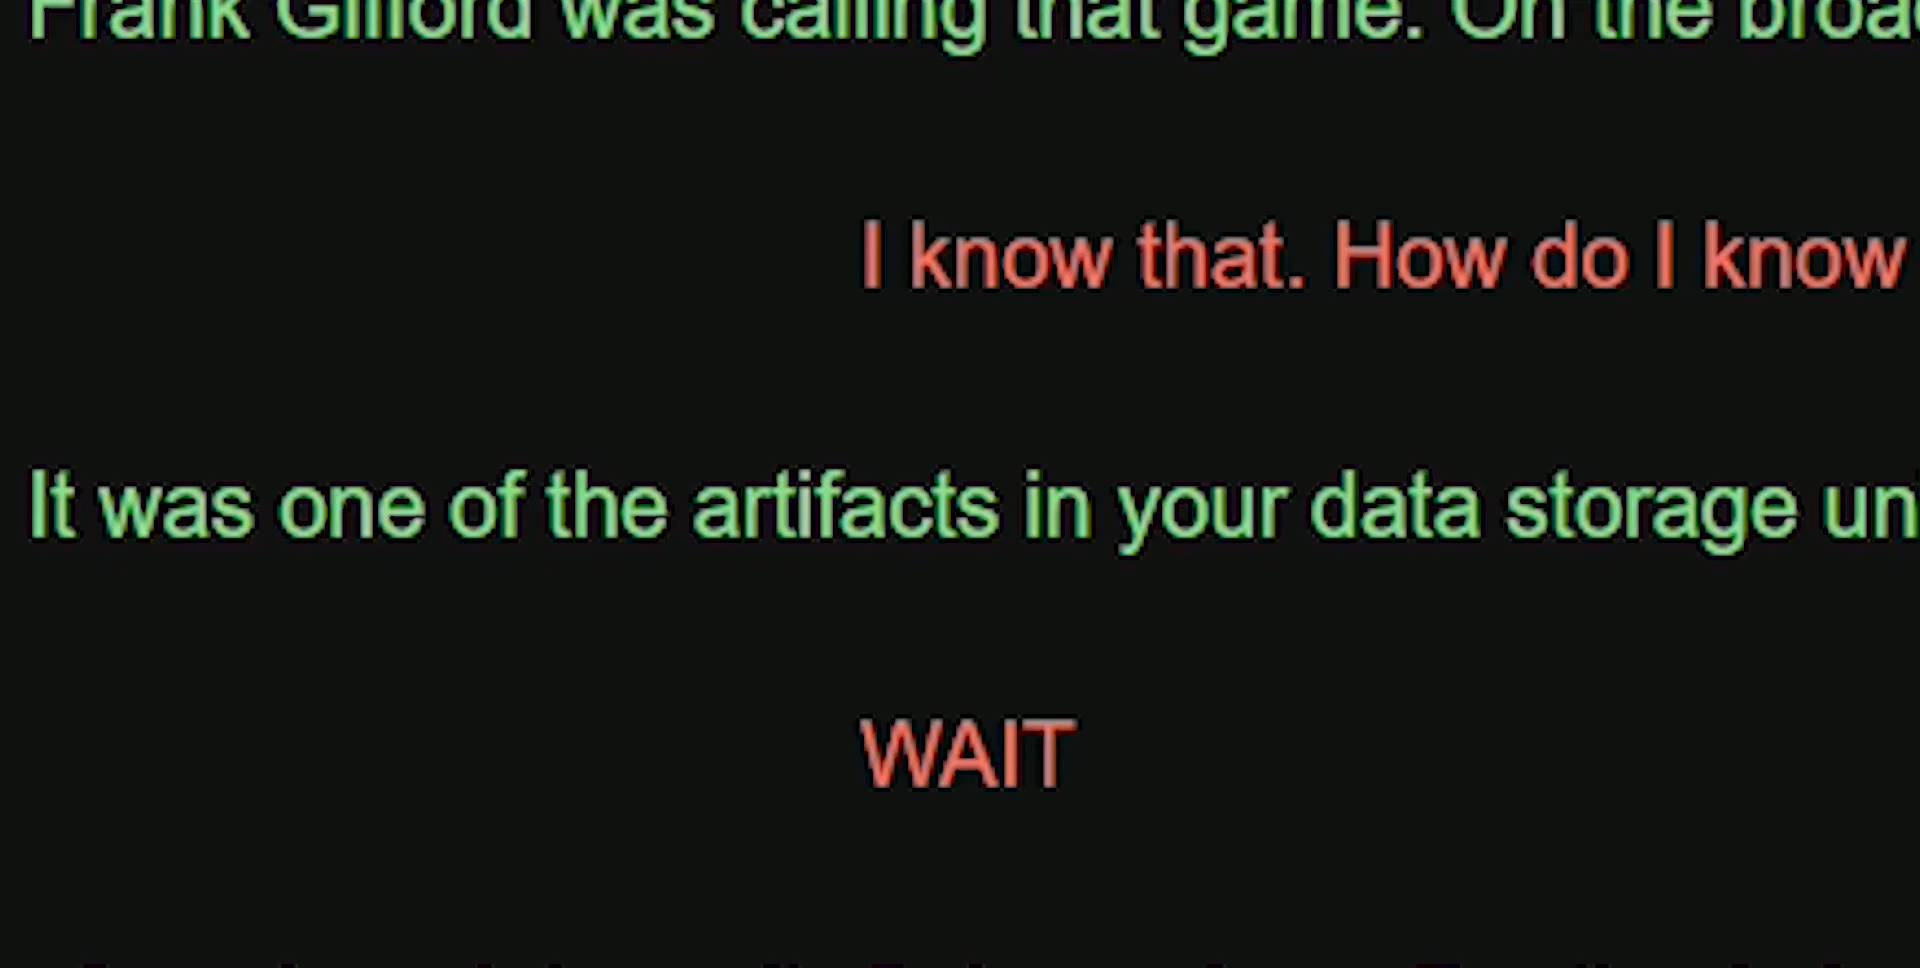 Frank Gifford was calling that game. On the
I know that. How do I know
It was one of the artifacts in your data storage
WAIT